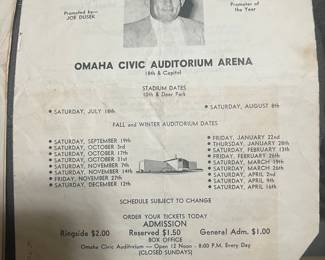 Promoted by—
JOE DUSEK
Promoter of
the Year
OMAHA CIVIC AUDITORIUM ARENA
18th & Capitol
STADIUM DATES
15th & Deer Park
• SATURDAY, JULY 18th
• SATURDAY, AUGUST 8th
FALL and WINTER AUDITORIUM DATES
• SATURDAY, SEPTEMBER 19th
• SATURDAY, OCTOBER 3rd
• SATURDAY, OCTOBER 17th
• SATURDAY, OCTOBER 31st
• SATURDAY, NOVEMBER 7th
• SATURDAY, NOVEMBER 14th
• FRIDAY, NOVEMBER 27th
• SATURDAY, DECEMBER 12th
• FRIDAY, JANUARY 22nd
• THURSDAY, JANUARY 28th
• SATURDAY, FEBRUARY 13th
• FRIDAY, FEBRUARY 26th
• SATURDAY, MARCH 19th
• SATURDAY, MARCH 26th
• SATURDAY, APRIL 2nd
• SATURDAY, APRIL 9th
• SATURDAY, APRIL 16th
SCHEDULE SUBJECT TO CHANGE
ORDER YOUR TICKETS TODAY
ADMISSION
Ringside $2.00 Reserved $1.50 General Adm. $1.00
BOX OFFICE
Omaha Civic Auditorium — Open 12 Noon - 8:00 P.M. Every Day
(CLOSED SUNDAYS)